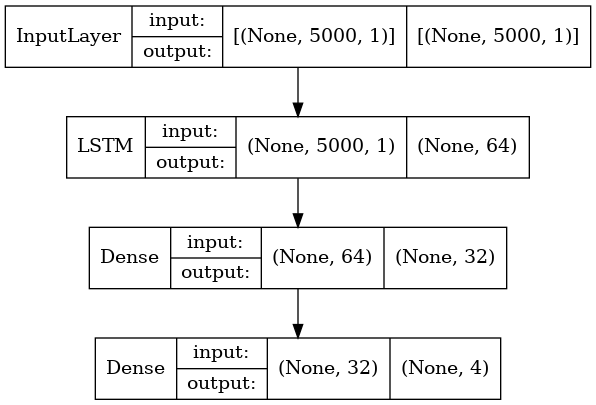 InputLayer input: output: [(None, 5000, 1)] [(None, 5000, 1)]
LSTM input: output: (None, 5000, 1) (None, 64)
Dense input: output: (None, 64) (None, 32)
Dense input: output: (None, 32) (None, 4)